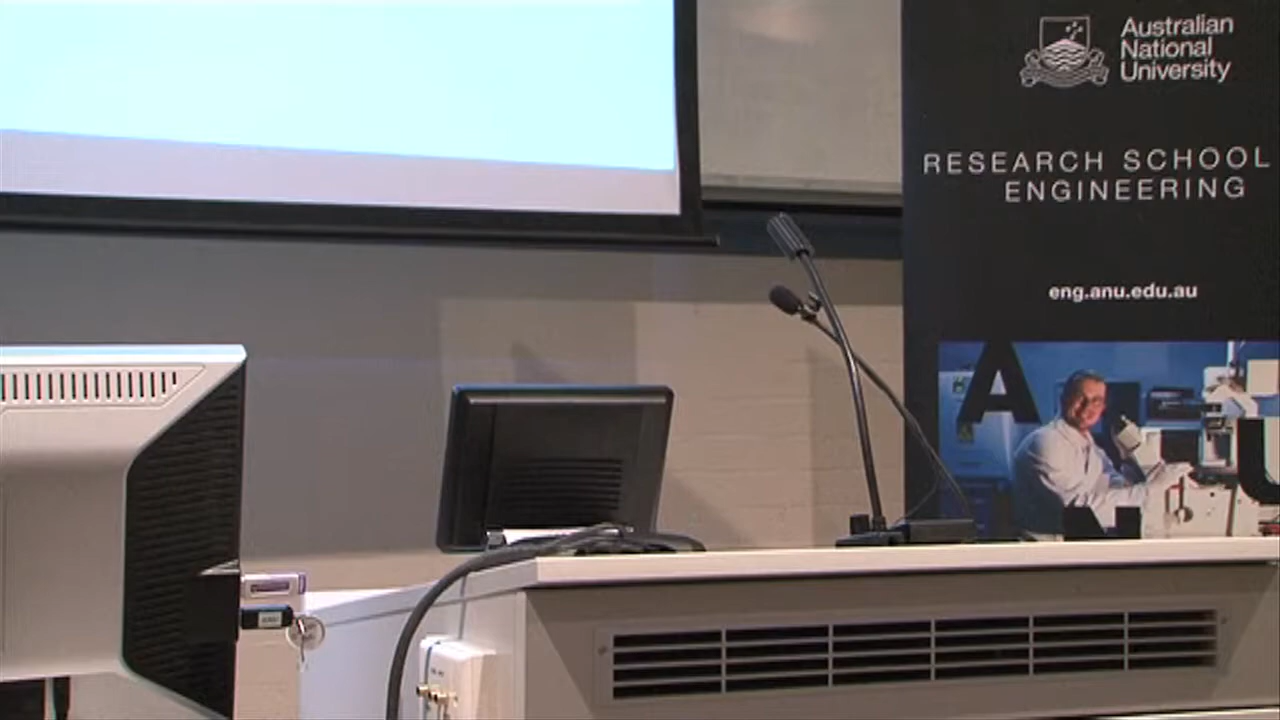 Australian
National
University
RESEARCH SCHOOL
ENGINEERING
eng.anu.edu.au
A
U